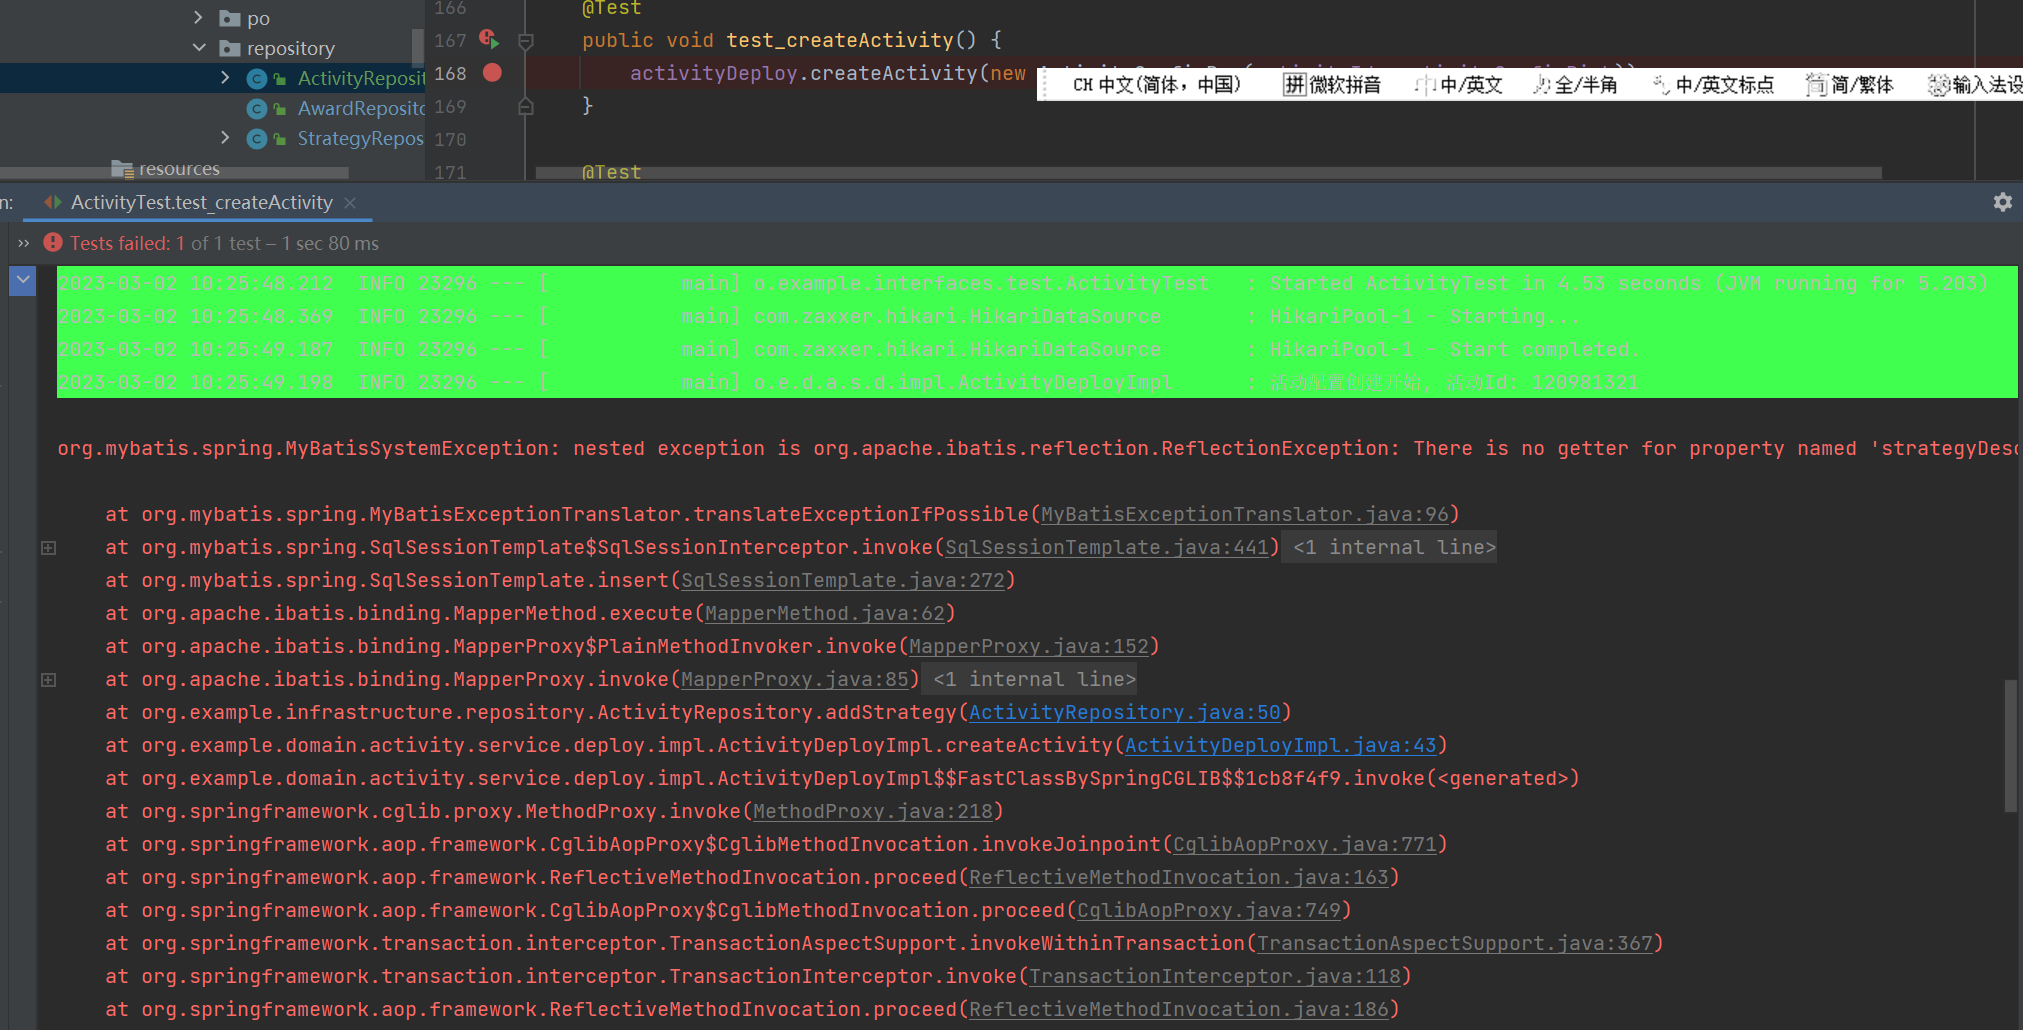 po
repository
ActivityReposit
AwardReposito
StrategyRepos
resources
166 @Test
167 public void test_createActivity() {
168 activityDeploy.createActivity(new
CH 中文(简体，中国) 拼 微软拼音 中/英文 全/半角 中/英文标点 简 简/繁体 输入法设
169 }
170
171 @Test
n: ActivityTest.test_createActivity
Tests failed: 1 of 1 test – 1 sec 80 ms
2023-03-02 10:25:48.212 INFO 23296 --- [ main] o.example.interfaces.test.ActivityTest : Started ActivityTest in 4.53 seconds (JVM running for 5.203)
2023-03-02 10:25:48.369 INFO 23296 --- [ main] com.zaxxer.hikari.HikariDataSource : HikariPool-1 - Starting...
2023-03-02 10:25:49.187 INFO 23296 --- [ main] com.zaxxer.hikari.HikariDataSource : HikariPool-1 - Start completed.
2023-03-02 10:25:49.198 INFO 23296 --- [ main] o.e.d.a.s.d.impl.ActivityDeployImpl : 活动配置创建开始, 活动Id: 120981321
org.mybatis.spring.MyBatisSystemException: nested exception is org.apache.ibatis.reflection.ReflectionException: There is no getter for property named 'strategyDesc
at org.mybatis.spring.MyBatisExceptionTranslator.translateExceptionIfPossible(MyBatisExceptionTranslator.java:96)
at org.mybatis.spring.SqlSessionTemplate$SqlSessionInterceptor.invoke(SqlSessionTemplate.java:441) <1 internal line>
at org.mybatis.spring.SqlSessionTemplate.insert(SqlSessionTemplate.java:272)
at org.apache.ibatis.binding.MapperMethod.execute(MapperMethod.java:62)
at org.apache.ibatis.binding.MapperProxy$PlainMethodInvoker.invoke(MapperProxy.java:152)
at org.apache.ibatis.binding.MapperProxy.invoke(MapperProxy.java:85) <1 internal line>
at org.example.infrastructure.repository.ActivityRepository.addStrategy(ActivityRepository.java:50)
at org.example.domain.activity.service.deploy.impl.ActivityDeployImpl.createActivity(ActivityDeployImpl.java:43)
at org.example.domain.activity.service.deploy.impl.ActivityDeployImpl$$FastClassBySpringCGLIB$$1cb8f4f9.invoke(<generated>)
at org.springframework.cglib.proxy.MethodProxy.invoke(MethodProxy.java:218)
at org.springframework.aop.framework.CglibAopProxy$CglibMethodInvocation.invokeJoinpoint(CglibAopProxy.java:771)
at org.springframework.aop.framework.ReflectiveMethodInvocation.proceed(ReflectiveMethodInvocation.java:163)
at org.springframework.aop.framework.CglibAopProxy$CglibMethodInvocation.proceed(CglibAopProxy.java:749)
at org.springframework.transaction.interceptor.TransactionAspectSupport.invokeWithinTransaction(TransactionAspectSupport.java:367)
at org.springframework.transaction.interceptor.TransactionInterceptor.invoke(TransactionInterceptor.java:118)
at org.springframework.aop.framework.ReflectiveMethodInvocation.proceed(ReflectiveMethodInvocation.java:186)